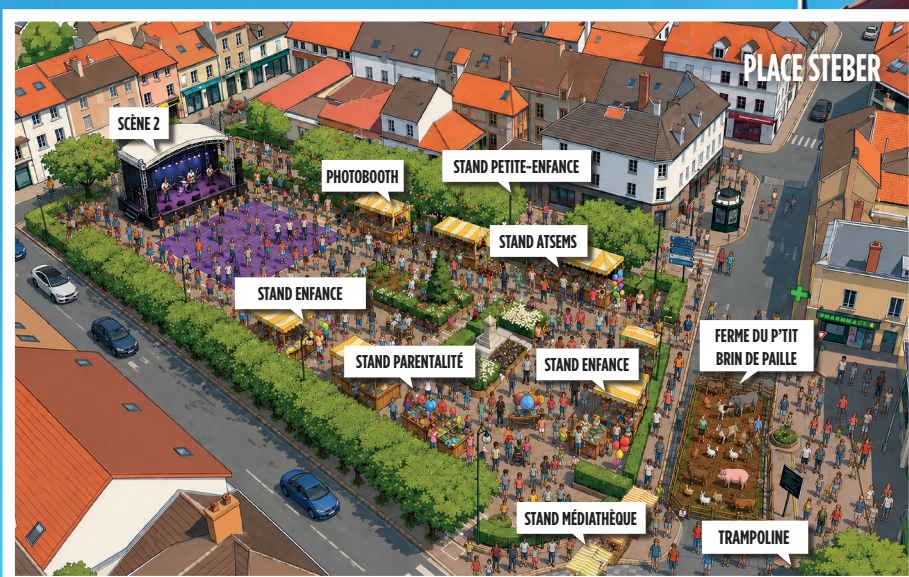 PLACE STEBER
SCÈNE 2
PHOTOBOOTH
STAND PETITE-ENFANCE
STAND ATSEMS
STAND ENFANCE
STAND PARENTALITÉ
STAND ENFANCE
FERME DU P'TIT
BRIN DE PAILLE
PHARMACIE
STAND MÉDIATHÈQUE
TRAMPOLINE